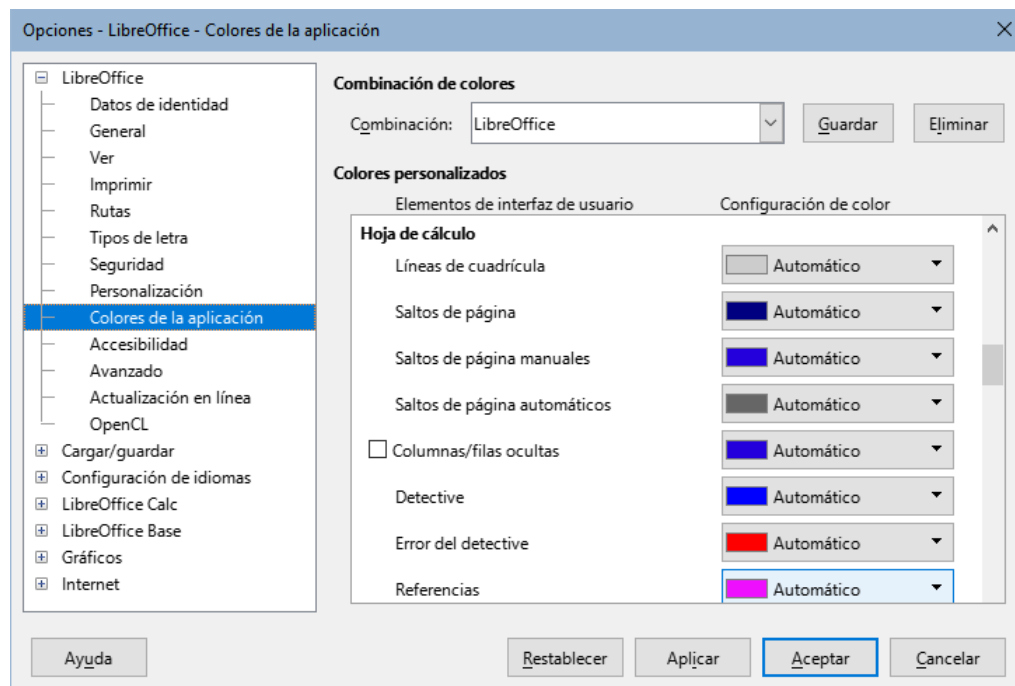 Opciones - LibreOffice - Colores de la aplicación
LibreOffice
Datos de identidad
General
Ver
Imprimir
Rutas
Tipos de letra
Seguridad
Personalización
Colores de la aplicación
Accesibilidad
Avanzado
Actualización en línea
OpenCL
Cargar/guardar
Configuración de idiomas
LibreOffice Calc
LibreOffice Base
Gráficos
Internet
Combinación de colores
Combinación: LibreOffice Guardar Eliminar
Colores personalizados
Elementos de interfaz de usuario Configuración de color
Hoja de cálculo
Líneas de cuadrícula Automático
Saltos de página Automático
Saltos de página manuales Automático
Saltos de página automáticos Automático
Columnas/filas ocultas Automático
Detective Automático
Error del detective Automático
Referencias Automático
Ayuda Restablecer Aplicar Aceptar Cancelar